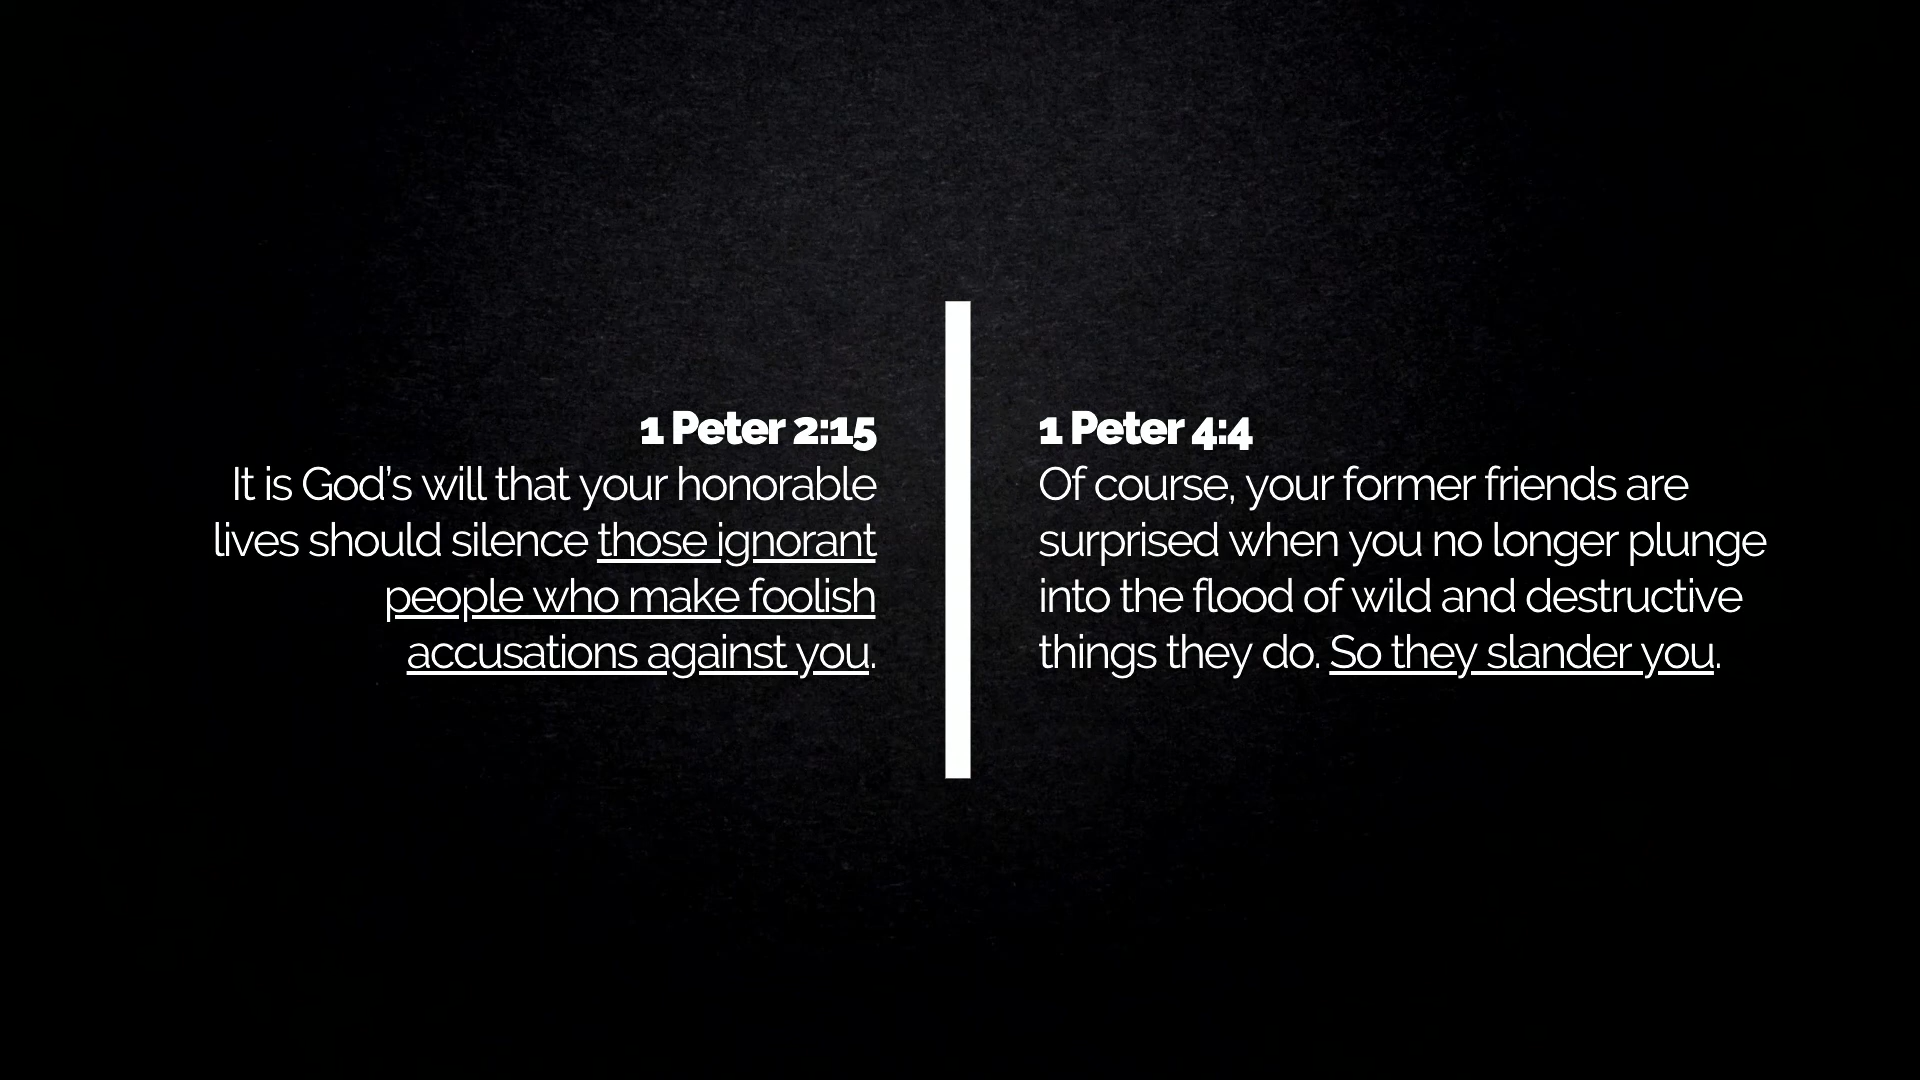 1 Peter 2:15
It is God’s will that your honorable
lives should silence those ignorant
people who make foolish
accusations against you.
1 Peter 4:4
Of course, your former friends are
surprised when you no longer plunge
into the flood of wild and destructive
things they do. So they slander you.